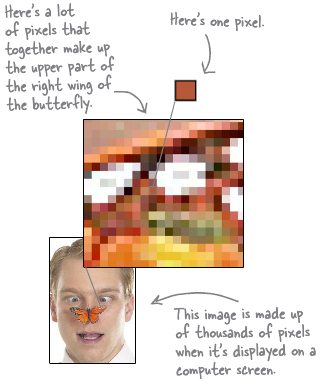 Here's a lot
of pixels that
together make up
the upper part of
the right wing of
the butterfly.
Here's one pixel.
This image is made up
of thousands of pixels
when it's displayed on a
computer screen.